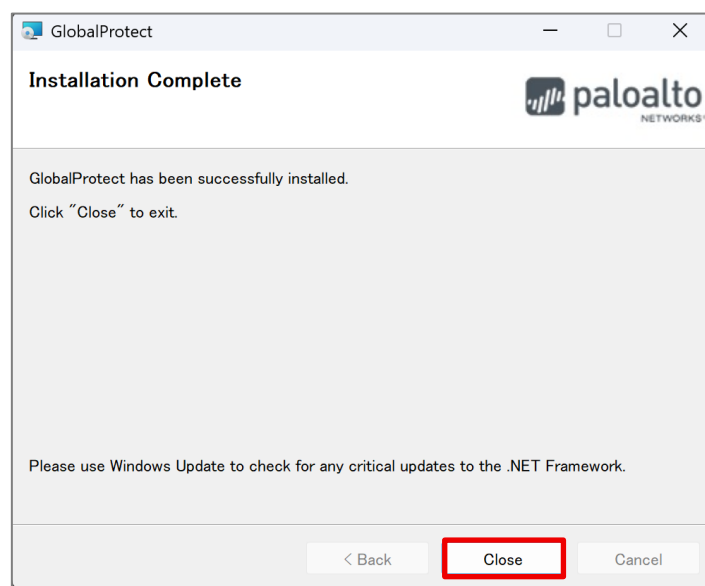 GlobalProtect
Installation Complete
paloalto
NETWORKS®
GlobalProtect has been successfully installed.
Click "Close" to exit.
Please use Windows Update to check for any critical updates to the .NET Framework.
< Back
Close
Cancel